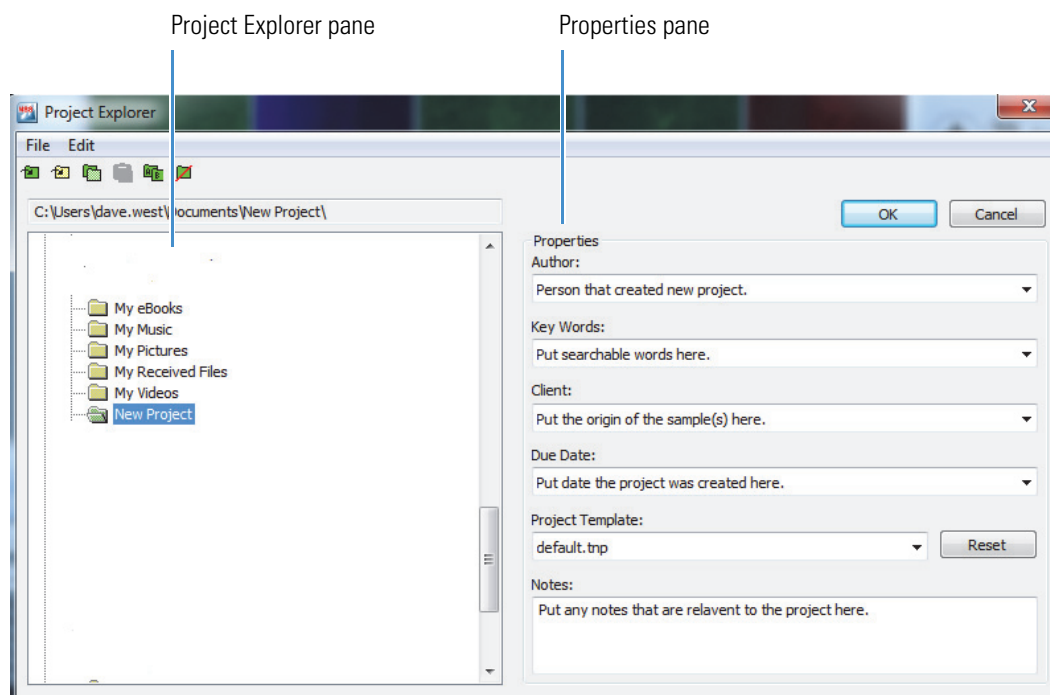 Project Explorer pane
Properties pane
Project Explorer
File Edit
C:\Users\dave.west\Documents\New Project\
OK
Cancel
My eBooks
My Music
My Pictures
My Received Files
My Videos
New Project
Properties
Author:
Person that created new project.
Key Words:
Put searchable words here.
Client:
Put the origin of the sample(s) here.
Due Date:
Put date the project was created here.
Project Template:
default.tnp
Reset
Notes:
Put any notes that are relavent to the project here.